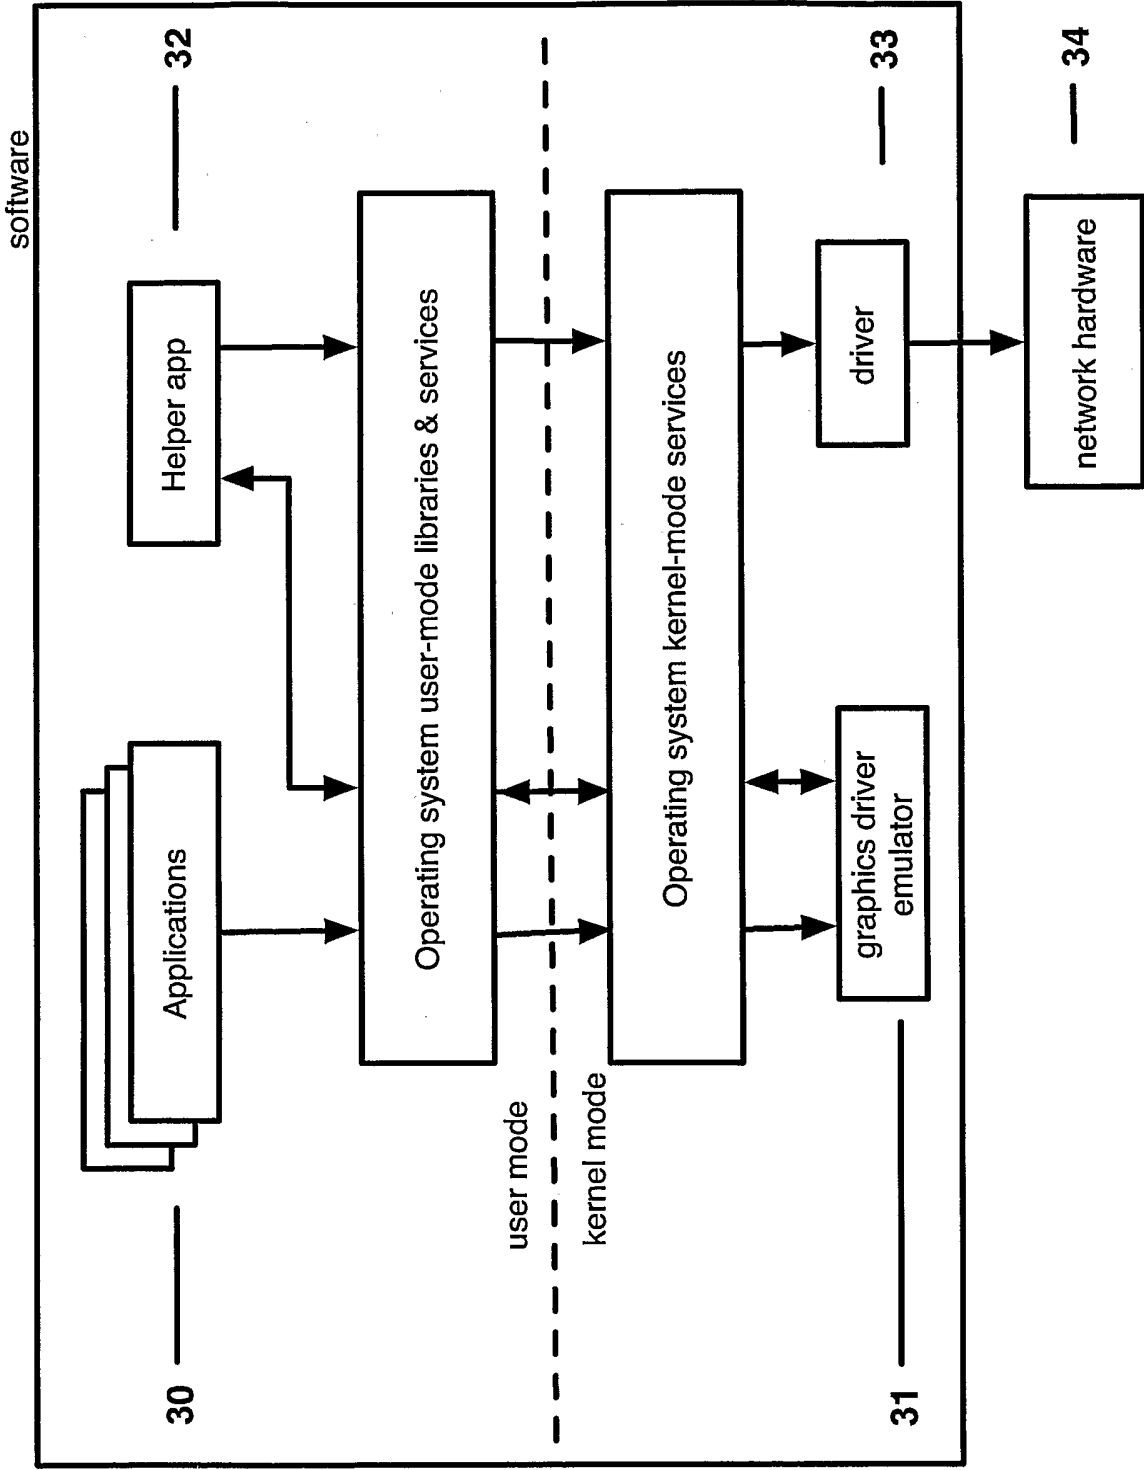 software
30
Applications
Helper app
32
Operating system user-mode libraries & services
user mode
kernel mode
Operating system kernel-mode services
31
graphics driver
emulator
driver
33
network hardware
34